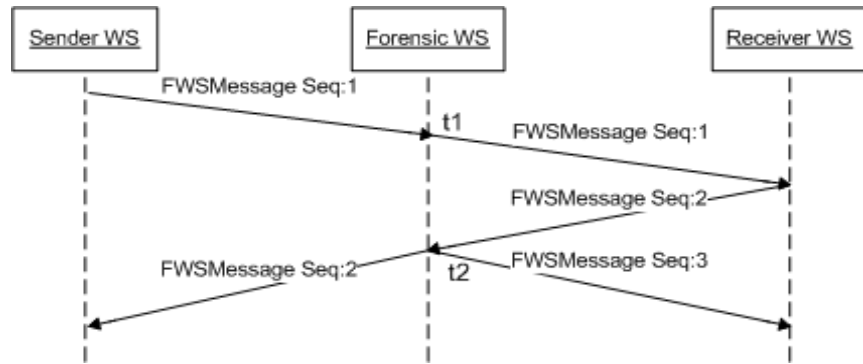 Sender WS
Forensic WS
Receiver WS
FWSMessage Seq:1
t1
FWSMessage Seq:1
FWSMessage Seq:2
FWSMessage Seq:2
t2
FWSMessage Seq:3